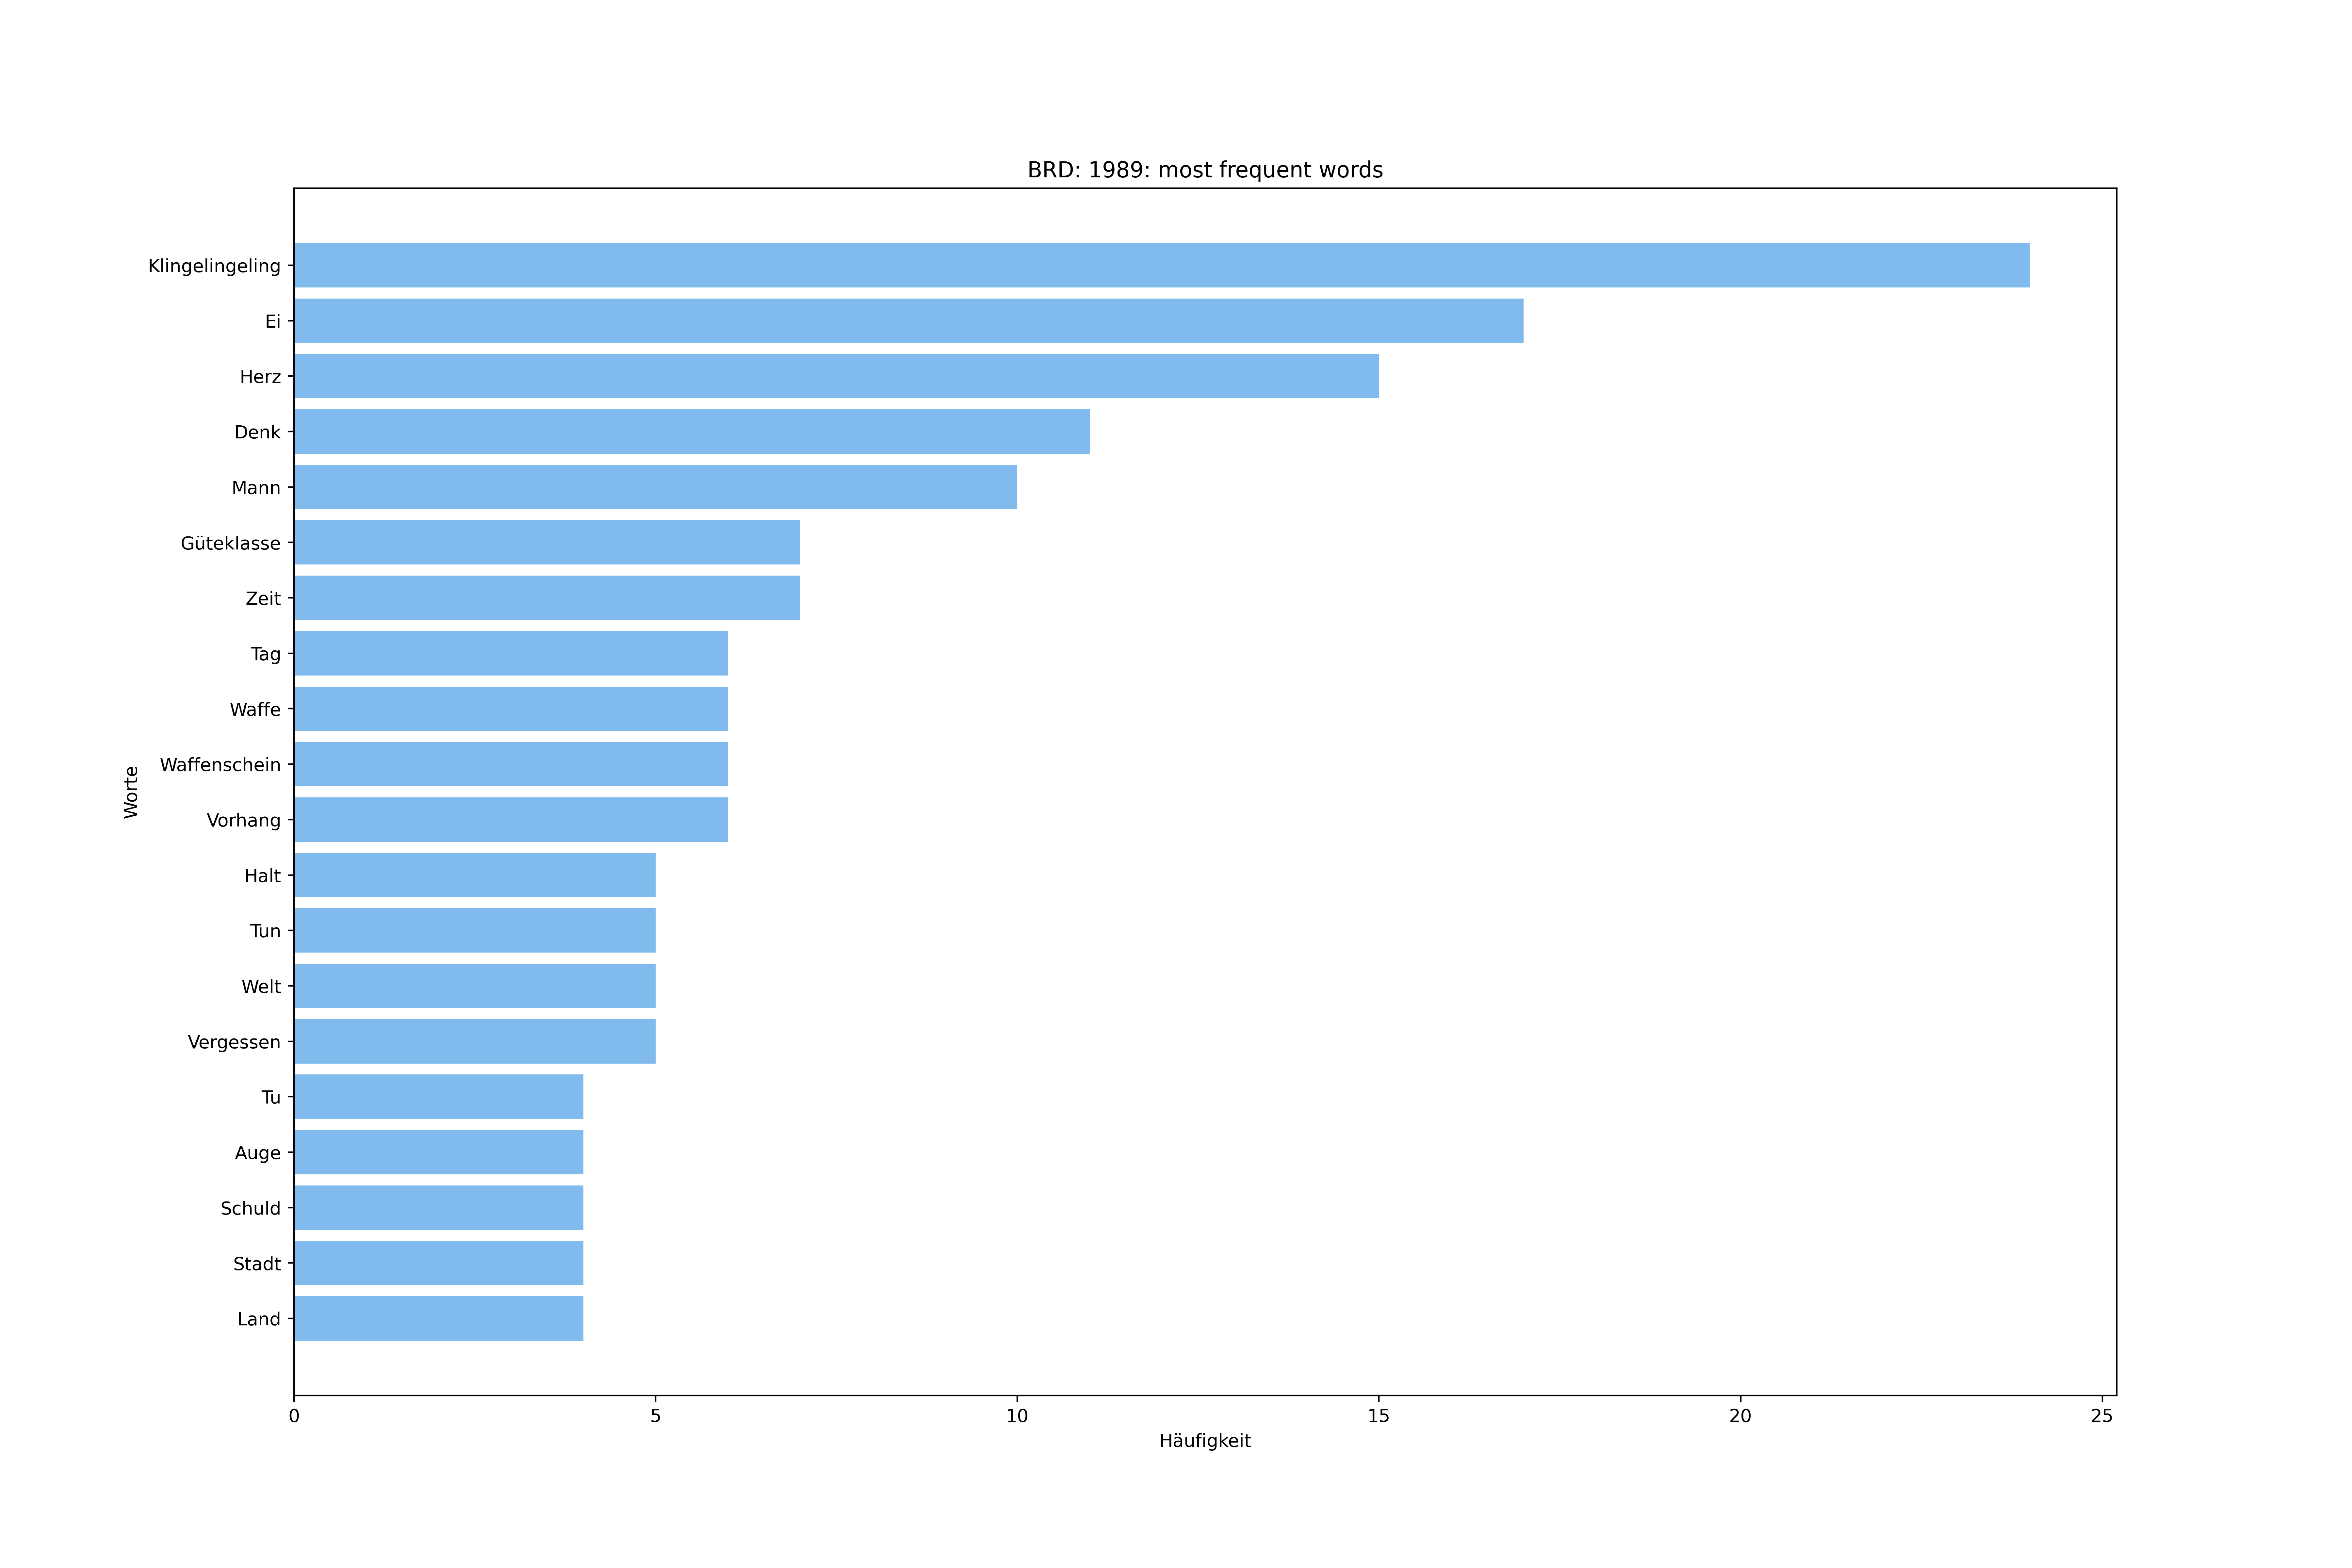 BRD: 1989: most frequent words
Klingelingeling
Ei
Herz
Denk
Mann
Güteklasse
Zeit
Tag
Waffe
Waffenschein
Vorhang
Halt
Tun
Welt
Vergessen
Tu
Auge
Schuld
Stadt
Land
Worte
0 5 10 15 20 25
Häufigkeit